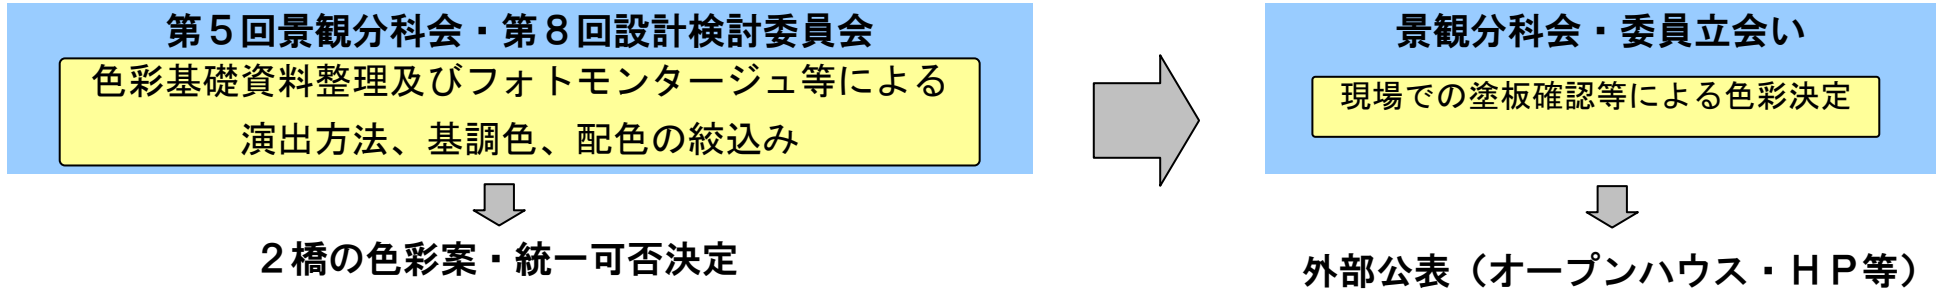 第５回景観分科会・第８回設計検討委員会
色彩基礎資料整理及びフォトモンタージュ等による
演出方法、基調色、配色の絞込み
２橋の色彩案・統一可否決定
景観分科会・委員立会い
現場での塗板確認等による色彩決定
外部公表（オープンハウス・ＨＰ等）